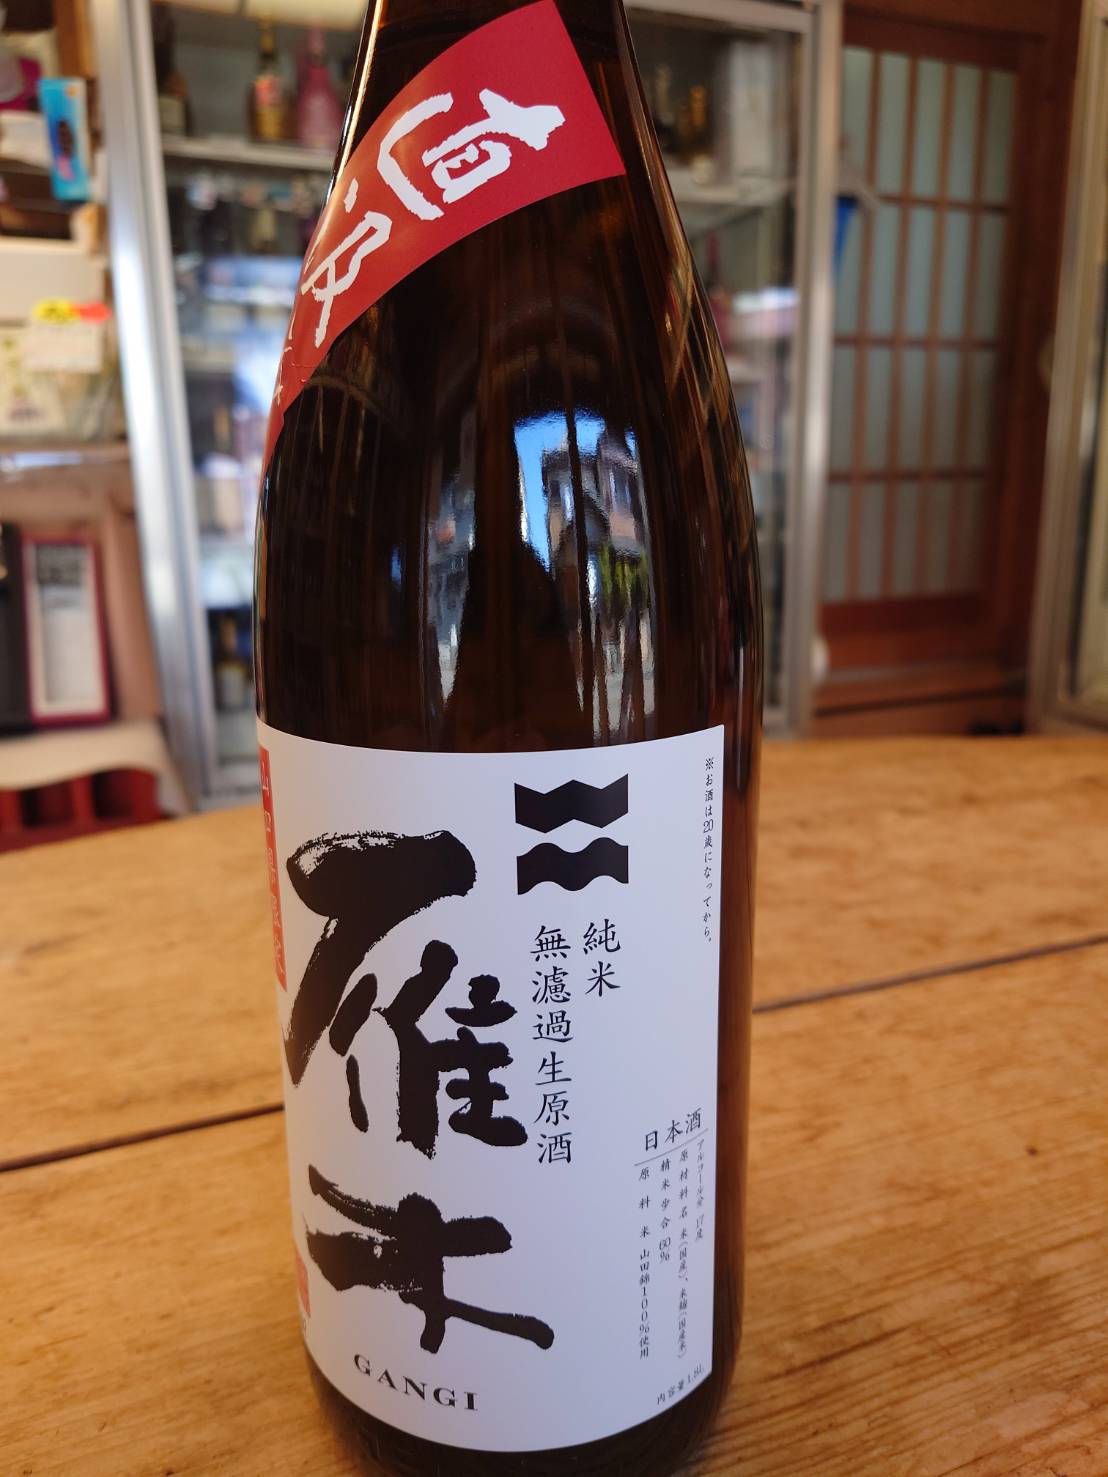 直汲
※お酒は20歳になってから。
純米
無濾過生原酒
雁木
GANGI
日本酒
アルコール分 17度
原材料名 米(国産)、米麹(国産米)
精米歩合 60%
原料米 山田錦100%使用
内容量1.8L